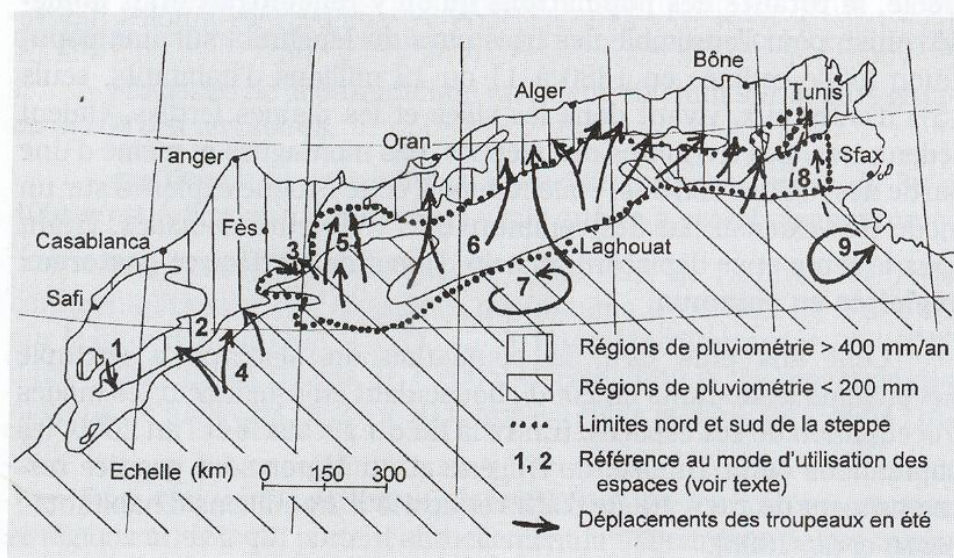 Bône
Alger
Tunis
Oran
Tanger
Sfax
Fès
Casablanca
Laghouat
Safi
1
2
3
4
5
6
7
8
9
Régions de pluviométrie > 400 mm/an
Régions de pluviométrie < 200 mm
Limites nord et sud de la steppe
1, 2 Référence au mode d'utilisation des
espaces (voir texte)
Déplacements des troupeaux en été
Echelle (km) 0 150 300